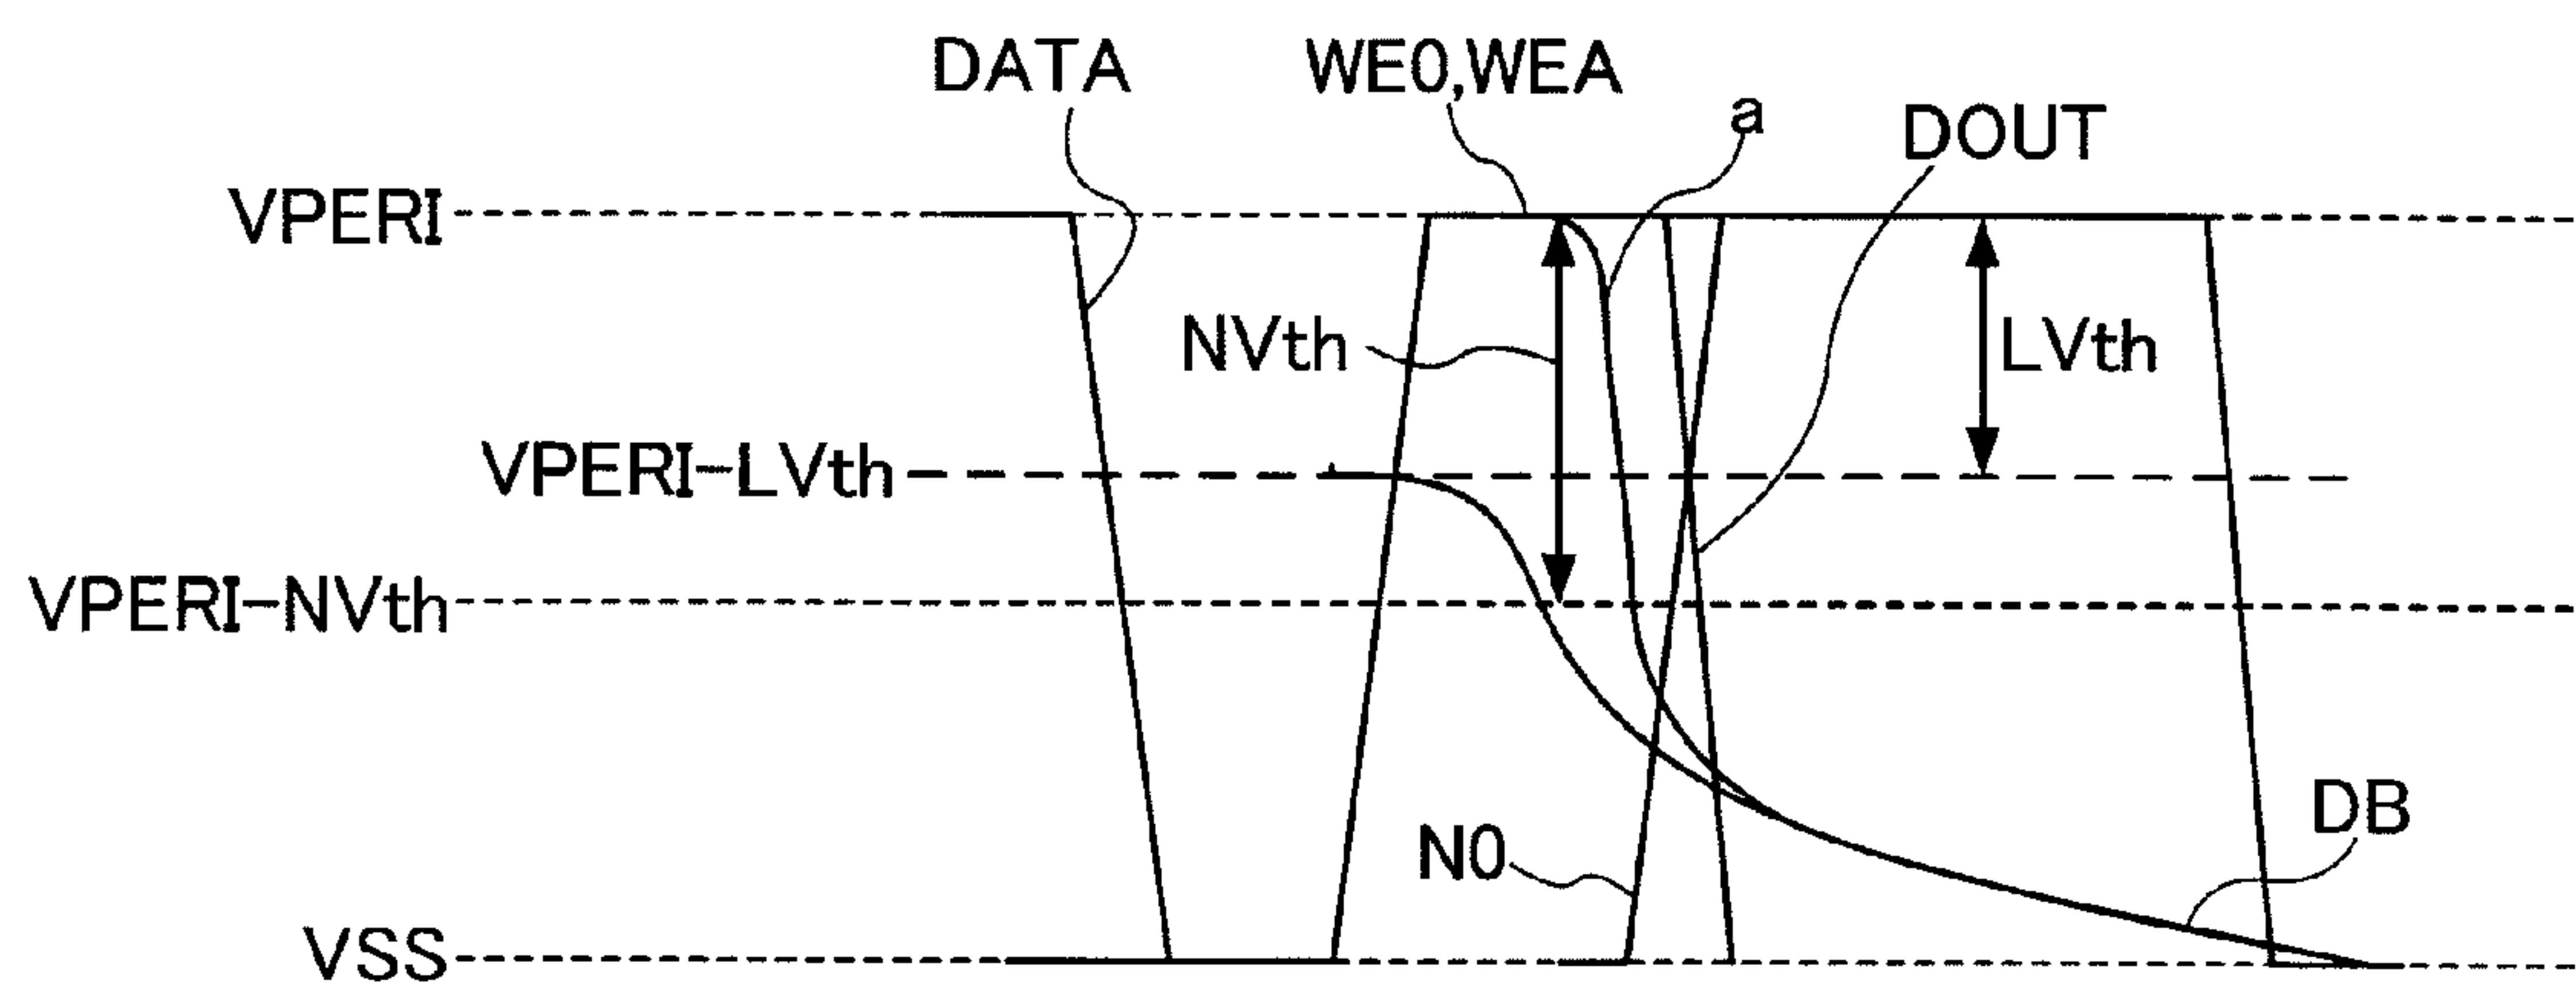 DATA
WE0,WEA
a
DOUT
VPERI
NVth
LVth
VPERI-LVth
VPERI-NVth
DB
N0
VSS